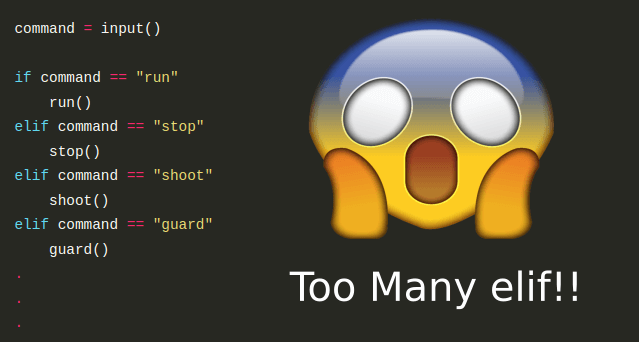 command = input()
if command == "run"
    run()
elif command == "stop"
    stop()
elif command == "shoot"
    shoot()
elif command == "guard"
    guard()
.
.
.
Too Many elif!!